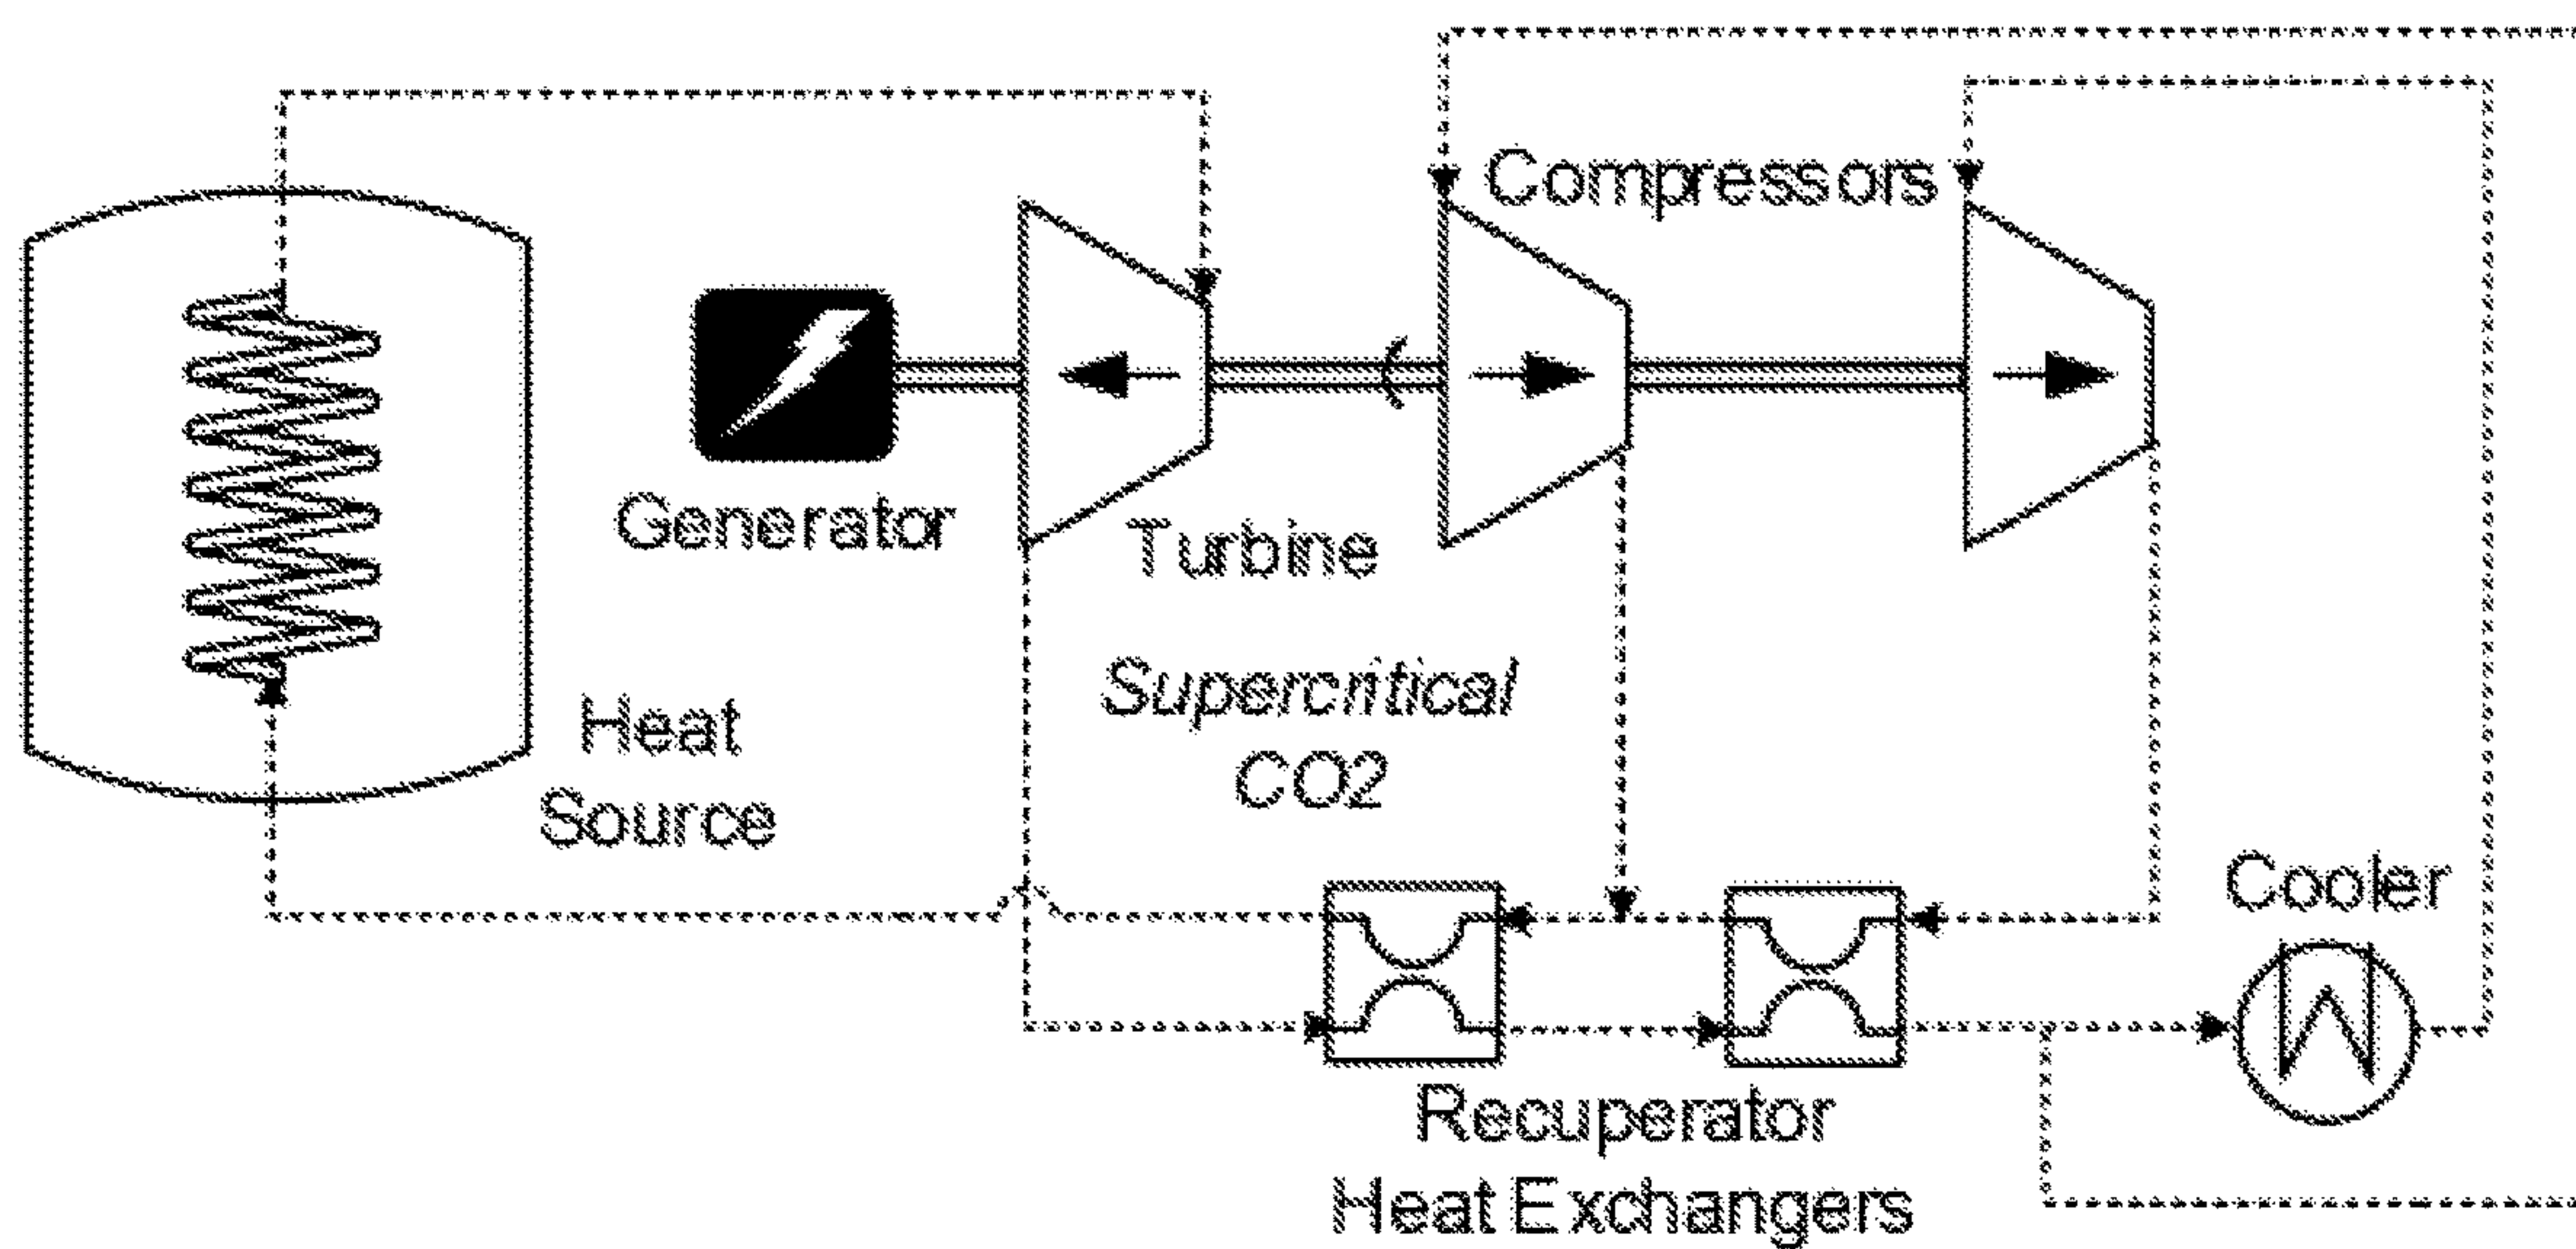 Compressors
Generator
Turbine
Supercritical
CO2
Heat
Source
Cooler
Recuperator
Heat Exchangers